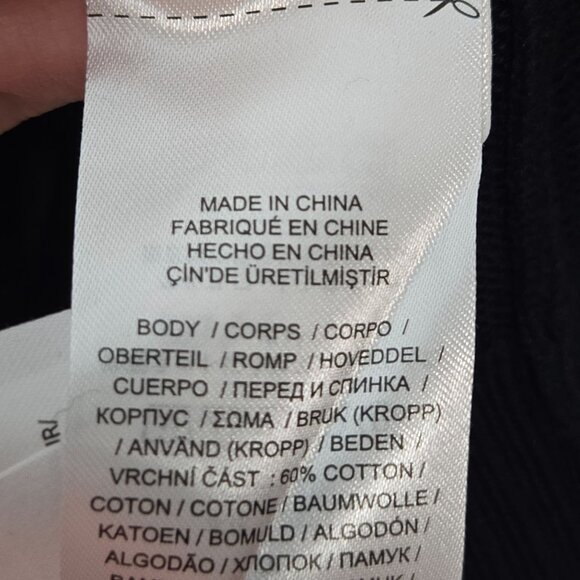 MADE IN CHINA
FABRIQUÉ EN CHINE
HECHO EN CHINA
ÇİN'DE ÜRETİLMİŞTİR
BODY / CORPS / CORPO /
OBERTEIL / ROMP / HOVEDDEL /
CUERPO / ПЕРЕД И СПИНКА /
КОРПУС / ΣΩΜΑ / BRUK (KROPP)
/ ANVÄND (KROPP) / BEDEN /
VRCHNÍ ČÁST : 60% COTTON /
COTON / COTONE / BAUMWOLLE /
KATOEN / BOMULD / ALGODÓN /
ALGODÃO / ХЛОПОК / ПАМУК /
IR/